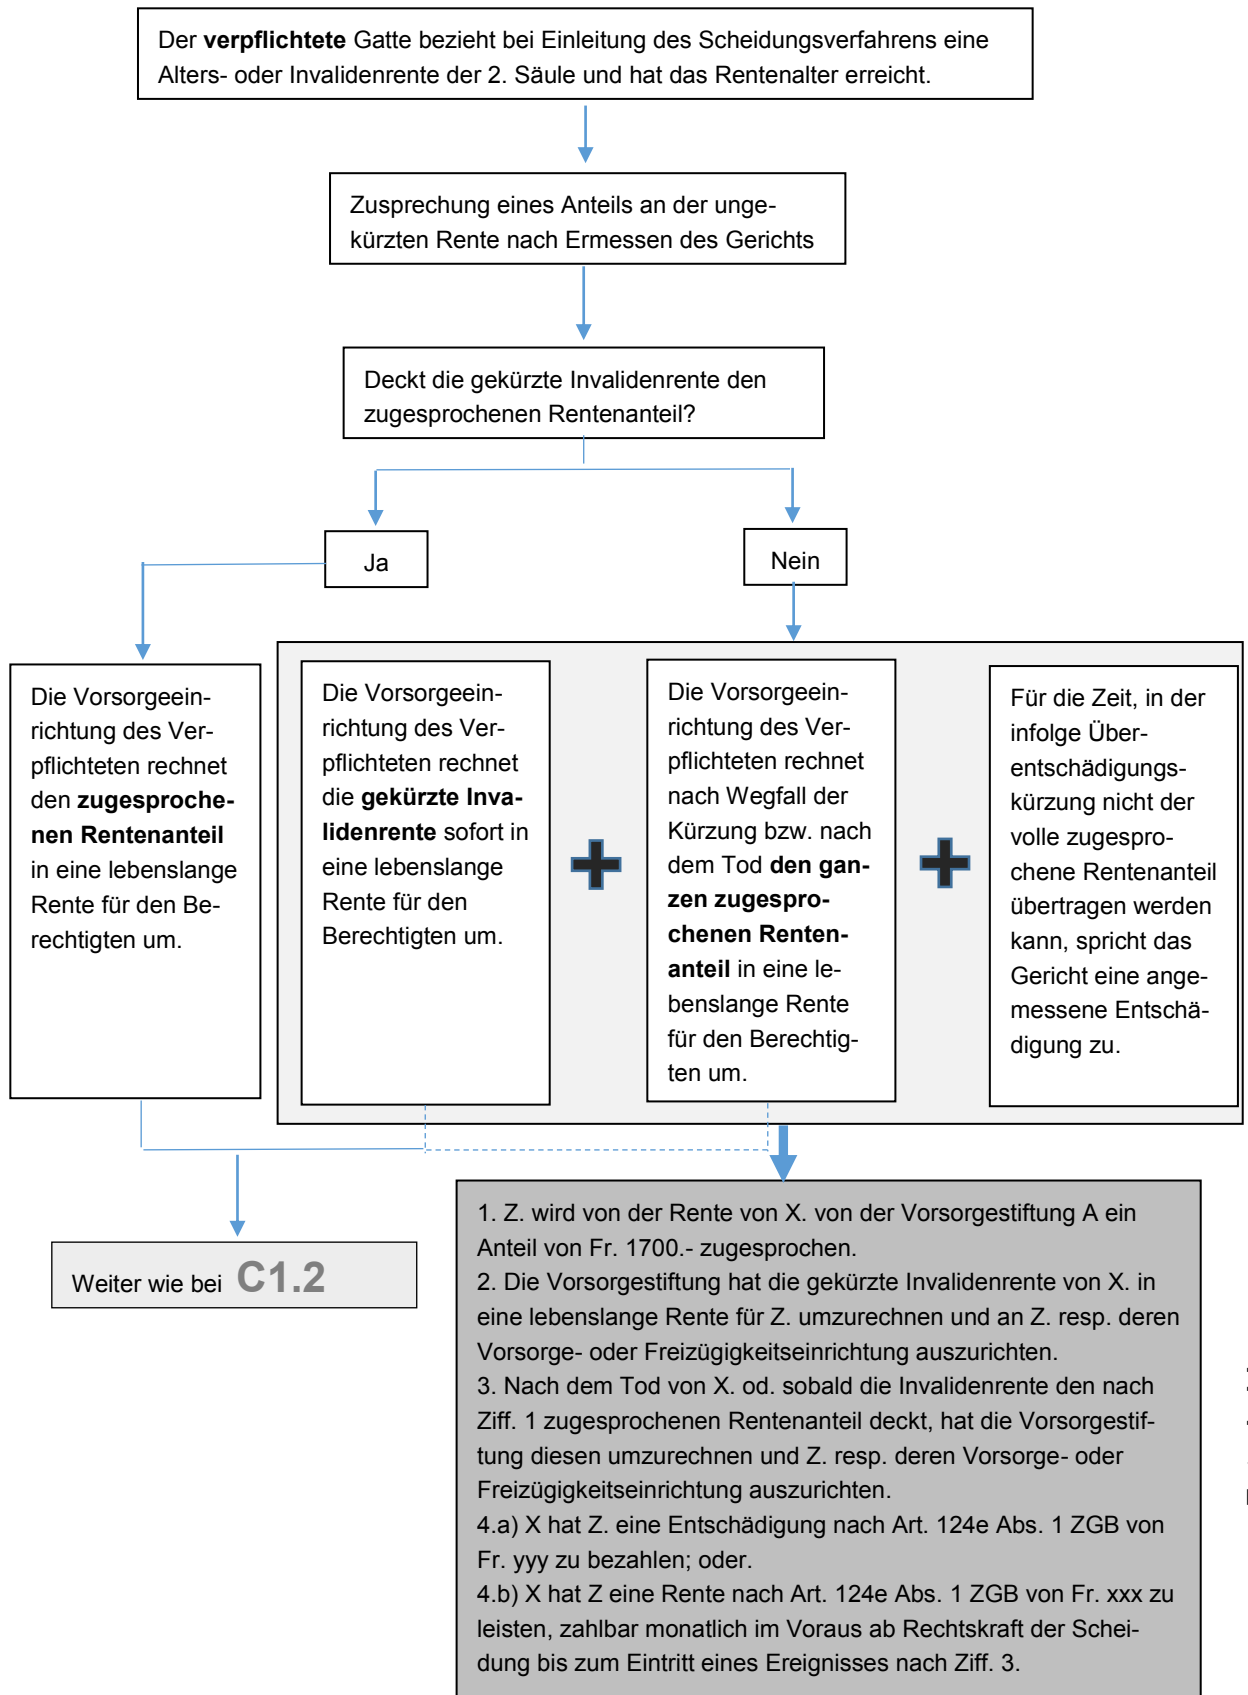 Der verpflichtete Gatte bezieht bei Einleitung des Scheidungsverfahrens eine
Alters- oder Invalidenrente der 2. Säule und hat das Rentenalter erreicht.
Zusprechung eines Anteils an der unge-
kürzten Rente nach Ermessen des Gerichts
Deckt die gekürzte Invalidenrente den
zugesprochenen Rentenanteil?
Ja
Nein
Die Vorsorgeein-
richtung des Ver-
pflichteten rechnet
den zugesproche-
nen Rentenanteil
in eine lebenslange
Rente für den Be-
rechtigten um.
Die Vorsorgeein-
richtung des Ver-
pflichteten rechnet
die gekürzte Inva-
lidenrente sofort in
eine lebenslange
Rente für den
Berechtigten um.
Die Vorsorgeein-
richtung des Ver-
pflichteten rechnet
nach Wegfall der
Kürzung bzw. nach
dem Tod den gan-
zen zugespro-
chenen Renten-
anteil in eine le-
benslange Rente
für den Berechtig-
ten um.
Für die Zeit, in der
infolge Über-
entschädigungs-
kürzung nicht der
volle zugespro-
chene Rentenanteil
übertragen werden
kann, spricht das
Gericht eine ange-
messene Entschä-
digung zu.
Weiter wie bei C1.2
1. Z. wird von der Rente von X. von der Vorsorgestiftung A ein
Anteil von Fr. 1700.- zugesprochen.
2. Die Vorsorgestiftung hat die gekürzte Invalidenrente von X. in
eine lebenslange Rente für Z. umzurechnen und an Z. resp. deren
Vorsorge- oder Freizügigkeitseinrichtung auszurichten.
3. Nach dem Tod von X. od. sobald die Invalidenrente den nach
Ziff. 1 zugesprochenen Rentenanteil deckt, hat die Vorsorgestif-
tung diesen umzurechnen und Z. resp. deren Vorsorge- oder
Freizügigkeitseinrichtung auszurichten.
4.a) X hat Z. eine Entschädigung nach Art. 124e Abs. 1 ZGB von
Fr. yyy zu bezahlen; oder.
4.b) X hat Z eine Rente nach Art. 124e Abs. 1 ZGB von Fr. xxx zu
leisten, zahlbar monatlich im Voraus ab Rechtskraft der Schei-
dung bis zum Eintritt eines Ereignisses nach Ziff. 3.